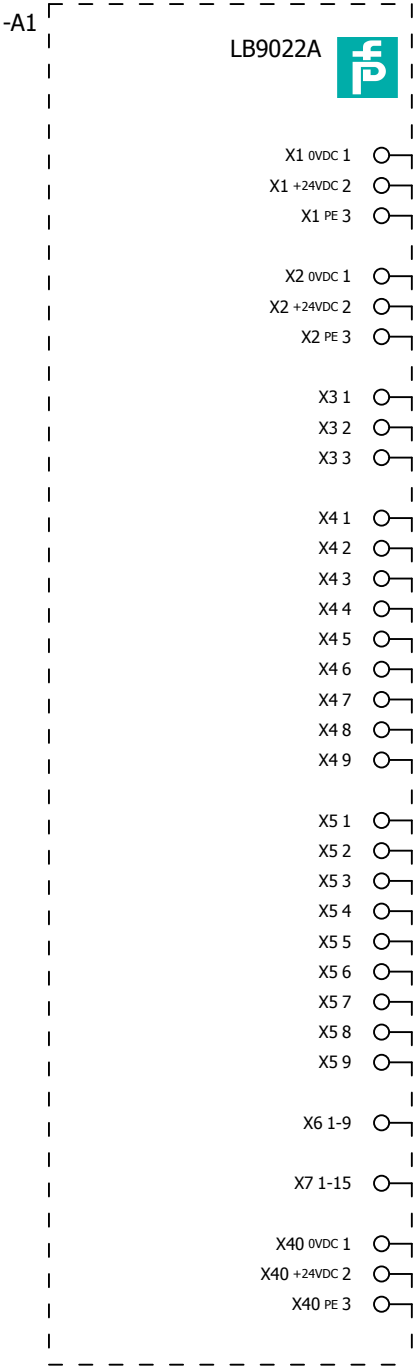 -A1
LB9022A
X1 0VDC 1
X1 +24VDC 2
X1 PE 3
X2 0VDC 1
X2 +24VDC 2
X2 PE 3
X3 1
X3 2
X3 3
X4 1
X4 2
X4 3
X4 4
X4 5
X4 6
X4 7
X4 8
X4 9
X5 1
X5 2
X5 3
X5 4
X5 5
X5 6
X5 7
X5 8
X5 9
X6 1-9
X7 1-15
X40 0VDC 1
X40 +24VDC 2
X40 PE 3